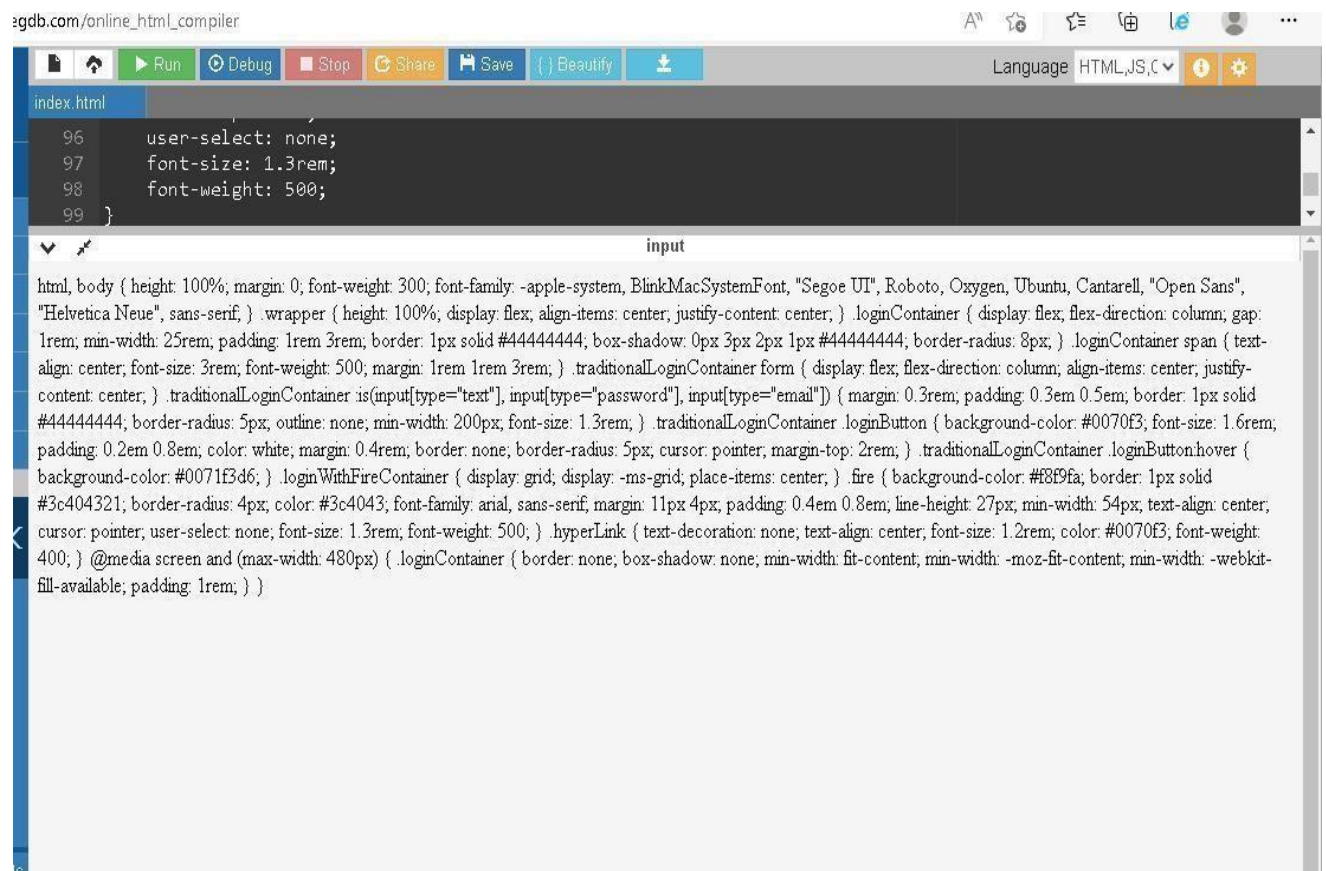 egdb.com/online_html_compiler
Run Debug Stop Share Save { } Beautify Language HTML,JS,C
index.html
96 user-select: none;
97 font-size: 1.3rem;
98 font-weight: 500;
99 }
input
html, body { height: 100%; margin: 0; font-weight: 300; font-family: -apple-system, BlinkMacSystemFont, "Segoe UI", Roboto, Oxygen, Ubuntu, Cantarell, "Open Sans",
"Helvetica Neue", sans-serif; } .wrapper { height: 100%; display: flex; align-items: center; justify-content: center; } .loginContainer { display: flex; flex-direction: column; gap:
1rem; min-width: 25rem; padding: 1rem 3rem; border: 1px solid #44444444; box-shadow: 0px 3px 2px 1px #44444444; border-radius: 8px; } .loginContainer span { text-
align: center; font-size: 3rem; font-weight: 500; margin: 1rem 1rem 3rem; } .traditionalLoginContainer form { display: flex; flex-direction: column; align-items: center; justify-
content: center; } .traditionalLoginContainer :is(input[type="text"], input[type="password"], input[type="email"]) { margin: 0.3rem; padding: 0.3em 0.5em; border: 1px solid
#44444444; border-radius: 5px; outline: none; min-width: 200px; font-size: 1.3rem; } .traditionalLoginContainer .loginButton { background-color: #0070f3; font-size: 1.6rem;
padding: 0.2em 0.8em; color: white; margin: 0.4rem; border: none; border-radius: 5px; cursor: pointer; margin-top: 2rem; } .traditionalLoginContainer .loginButton:hover {
background-color: #0071f3d6; } .loginWithFireContainer { display: grid; display: -ms-grid; place-items: center; } .fire { background-color: #f8f9fa; border: 1px solid
#3c404321; border-radius: 4px; color: #3c4043; font-family: arial, sans-serif; margin: 11px 4px; padding: 0.4em 0.8em; line-height: 27px; min-width: 54px; text-align: center;
cursor: pointer; user-select: none; font-size: 1.3rem; font-weight: 500; } .hyperLink { text-decoration: none; text-align: center; font-size: 1.2rem; color: #0070f3; font-weight:
400; } @media screen and (max-width: 480px) { .loginContainer { border: none; box-shadow: none; min-width: fit-content; min-width: -moz-fit-content; min-width: -webkit-
fill-available; padding: 1rem; } }